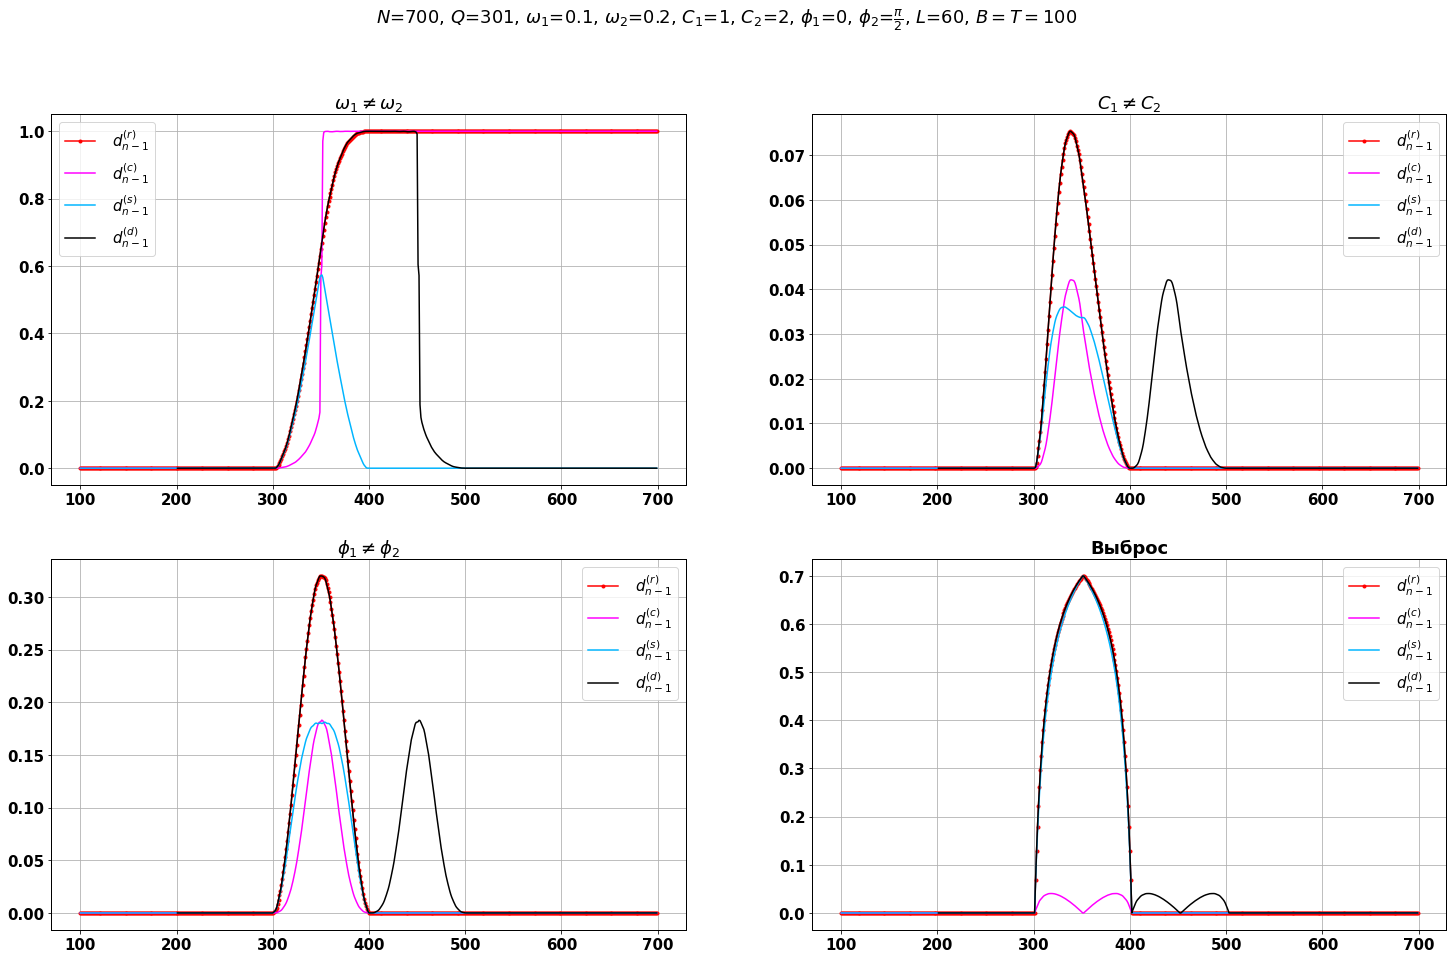 N=700, Q=301, ω₁=0.1, ω₂=0.2, C₁=1, C₂=2, ϕ₁=0, ϕ₂=π/2, L=60, B = T = 100
ω₁ ≠ ω₂
1.0
0.8
0.6
0.4
0.2
0.0
100 200 300 400 500 600 700
d_{n−1}^{(r)}
d_{n−1}^{(c)}
d_{n−1}^{(s)}
d_{n−1}^{(d)}
C₁ ≠ C₂
0.07
0.06
0.05
0.04
0.03
0.02
0.01
0.00
100 200 300 400 500 600 700
d_{n−1}^{(r)}
d_{n−1}^{(c)}
d_{n−1}^{(s)}
d_{n−1}^{(d)}
ϕ₁ ≠ ϕ₂
0.30
0.25
0.20
0.15
0.10
0.05
0.00
100 200 300 400 500 600 700
d_{n−1}^{(r)}
d_{n−1}^{(c)}
d_{n−1}^{(s)}
d_{n−1}^{(d)}
Выброс
0.7
0.6
0.5
0.4
0.3
0.2
0.1
0.0
100 200 300 400 500 600 700
d_{n−1}^{(r)}
d_{n−1}^{(c)}
d_{n−1}^{(s)}
d_{n−1}^{(d)}